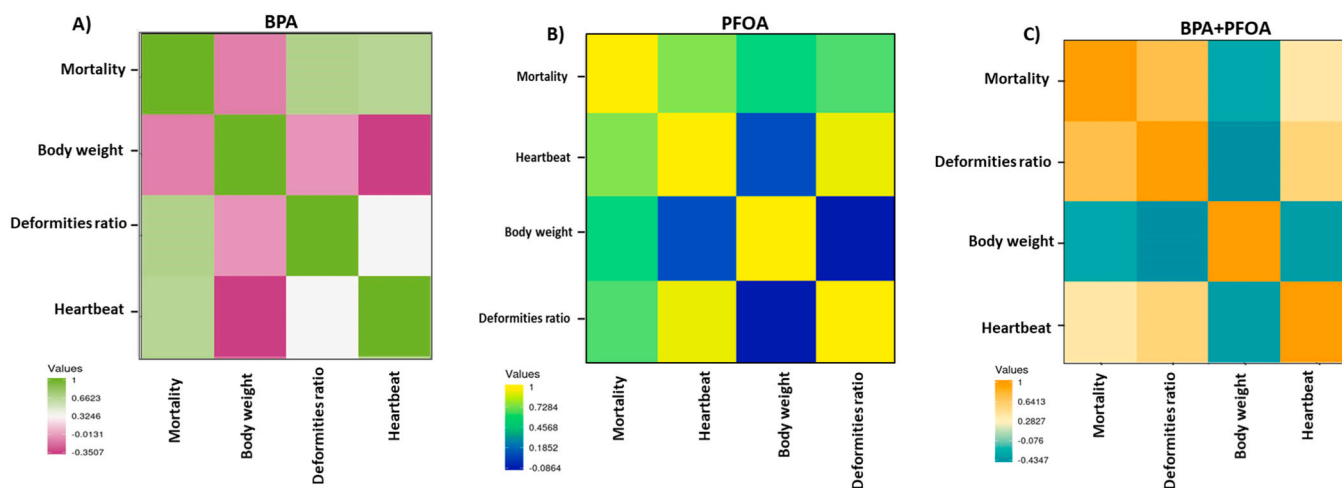 A)
BPA
Mortality
Body weight
Deformities ratio
Heartbeat
Values
1
0.6623
0.3246
-0.0131
-0.3507
Mortality
Body weight
Deformities ratio
Heartbeat
B)
PFOA
Mortality
Heartbeat
Body weight
Deformities ratio
Values
1
0.7284
0.4568
0.1852
-0.0864
Mortality
Heartbeat
Body weight
Deformities ratio
C)
BPA+PFOA
Mortality
Deformities ratio
Body weight
Heartbeat
Values
1
0.6413
0.2827
-0.076
-0.4347
Mortality
Deformities ratio
Body weight
Heartbeat